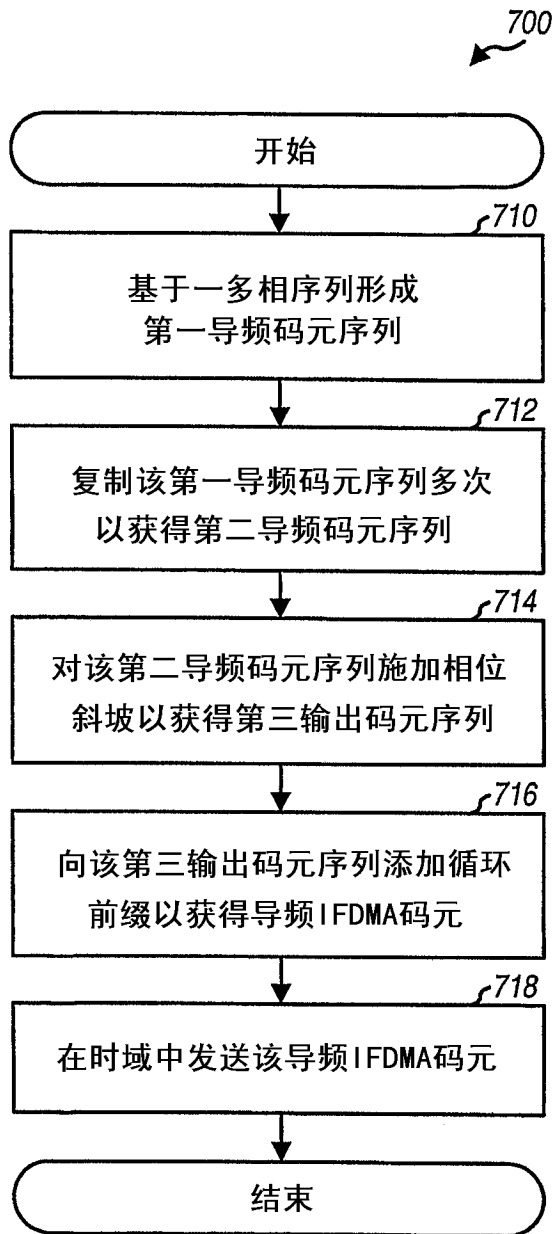 700
开始
710
基于一多相序列形成
第一导频码元序列
712
复制该第一导频码元序列多次
以获得第二导频码元序列
714
对该第二导频码元序列施加相位
斜坡以获得第三输出码元序列
716
向该第三输出码元序列添加循环
前缀以获得导频IFDMA码元
718
在时域中发送该导频IFDMA码元
结束